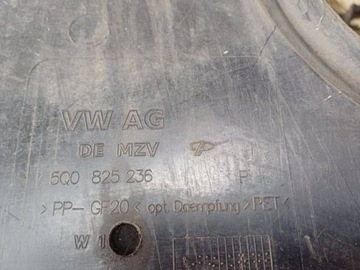 VW AG
DE MZV
5Q0 825 236 P
>PP-GF20< opt. Daempfung >PET<
W 1